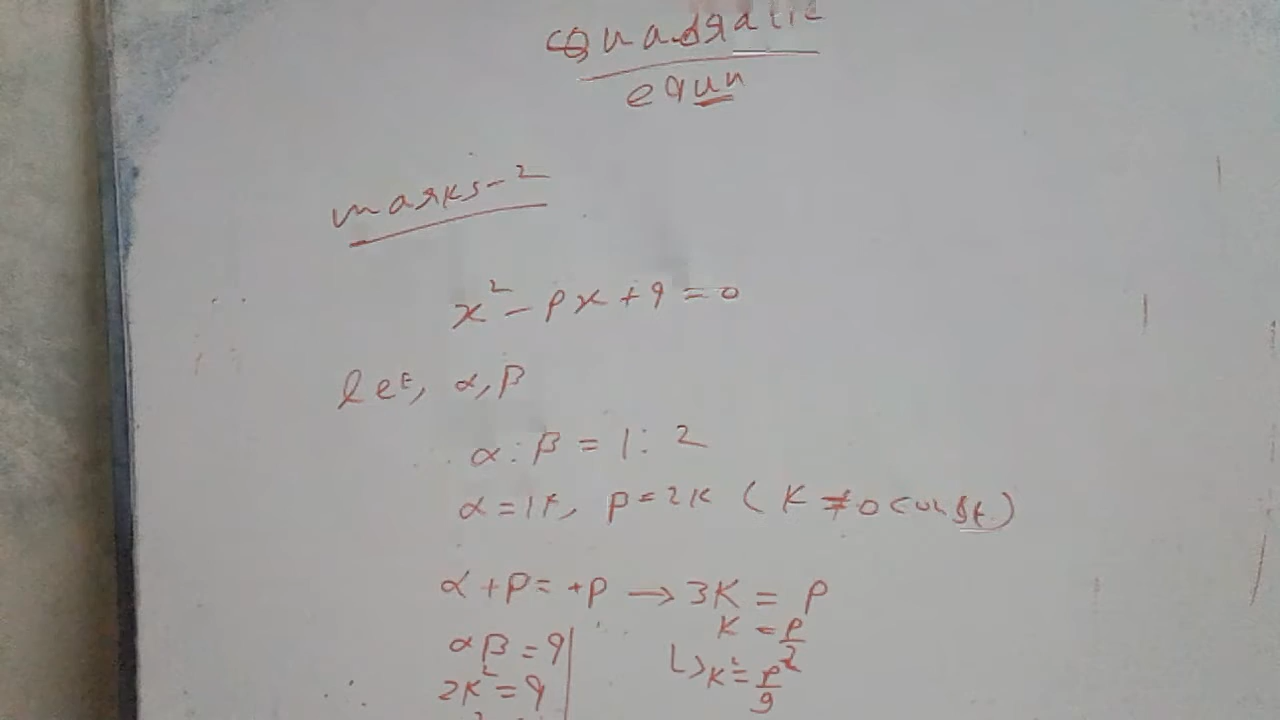 Quadratic
equn
marks-2
x² - px + q = 0
let, α, β
α : β = 1 : 2
α = 1k, β = 2k ( k ≠ 0 const.)
α + β = +p → 3k = p
k = p/3
αβ = q
↳ k² = p²/9
2k² = q